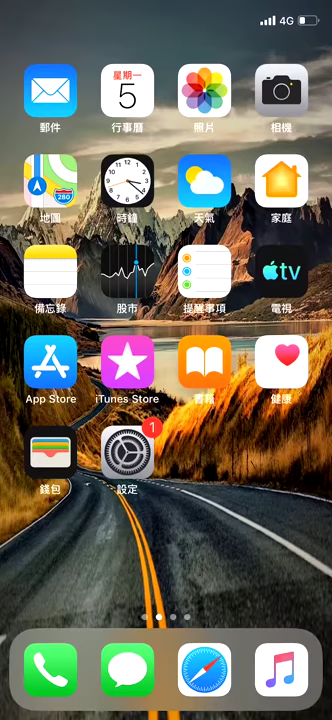 4G
星期一
5
郵件
行事曆
照片
相機
280
地圖
時鐘
天氣
家庭
tv
備忘錄
股市
提醒事項
電視
App Store
iTunes Store
書籍
健康
1
錢包
設定